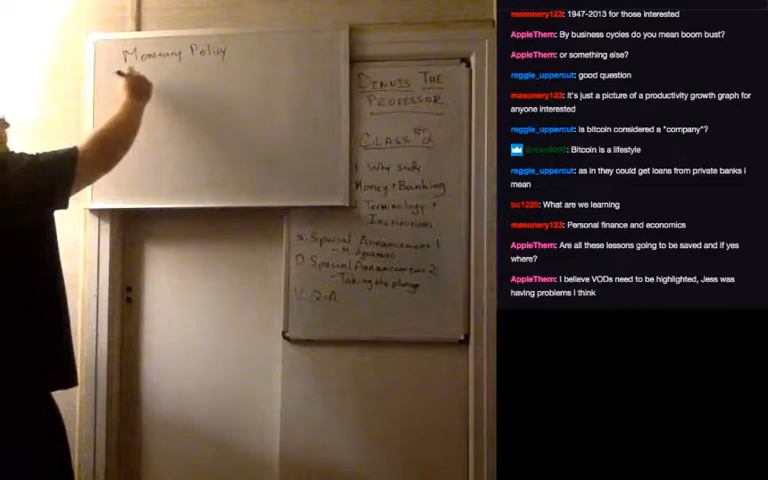 Monetary Policy
DENNIS THE
PROFESSOR
CLASS #2
1 Why study
Money + Banking
2. Terminology +
Institutions
3. Special Announcement 1
Special Announcement 2
- Taking the plunge
Q+A
masonery123: 1947-2013 for those interested
AppleThem: By business cycles do you mean boom bust?
AppleThem: or something else?
reggie_uppercut: good question
masonery123: It's just a picture of a productivity growth graph for
anyone interested
reggie_uppercut: is bitcoin considered a "company"?
Bitcoin is a lifestyle
reggie_uppercut: as in they could get loans from private banks i
mean
bc1225: What are we learning
masonery123: Personal finance and economics
AppleThem: Are all these lessons going to be saved and if yes
where?
AppleThem: I believe VODs need to be highlighted, Jess was
having problems I think